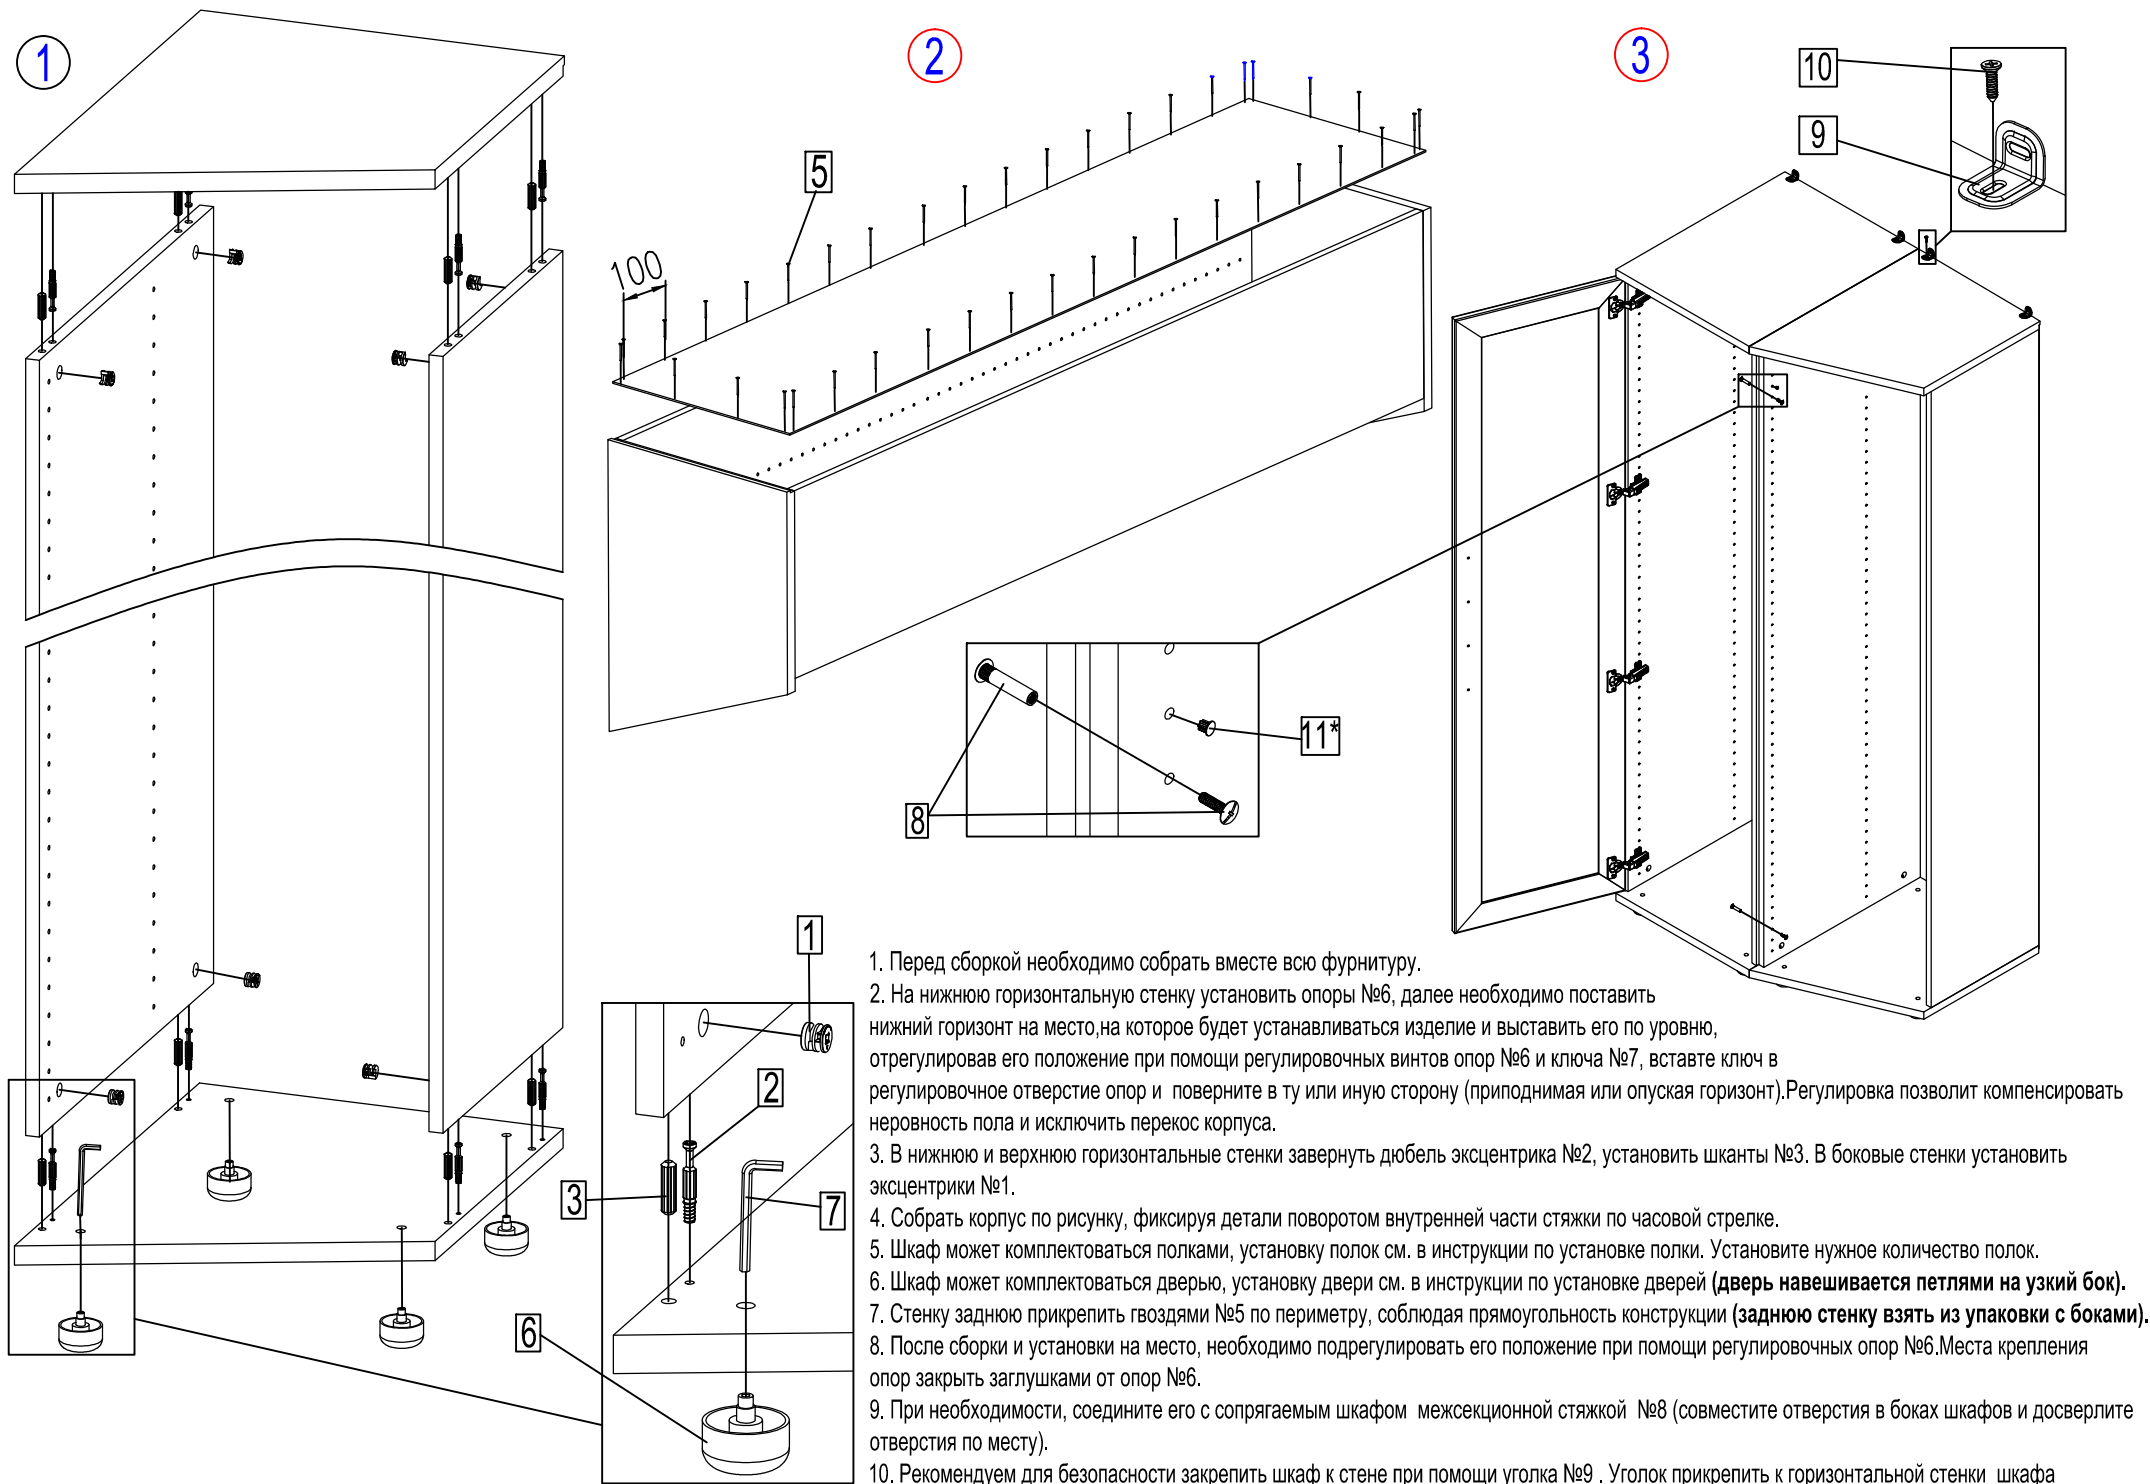 1
2
3
10
9
5
100
11*
8
1
2
3
7
6
1. Перед сборкой необходимо собрать вместе всю фурнитуру.
2. На нижнюю горизонтальную стенку установить опоры №6, далее необходимо поставить
нижний горизонт на место,на которое будет устанавливаться изделие и выставить его по уровню,
отрегулировав его положение при помощи регулировочных винтов опор №6 и ключа №7, вставте ключ в
регулировочное отверстие опор и поверните в ту или иную сторону (приподнимая или опуская горизонт).Регулировка позволит компенсировать
неровность пола и исключить перекос корпуса.
3. В нижнюю и верхнюю горизонтальные стенки завернуть дюбель эксцентрика №2, установить шканты №3. В боковые стенки установить
эксцентрики №1.
4. Собрать корпус по рисунку, фиксируя детали поворотом внутренней части стяжки по часовой стрелке.
5. Шкаф может комплектоваться полками, установку полок см. в инструкции по установке полки. Установите нужное количество полок.
6. Шкаф может комплектоваться дверью, установку двери см. в инструкции по установке дверей (дверь навешивается петлями на узкий бок).
7. Стенку заднюю прикрепить гвоздями №5 по периметру, соблюдая прямоугольность конструкции (заднюю стенку взять из упаковки с боками).
8. После сборки и установки на место, необходимо подрегулировать его положение при помощи регулировочных опор №6.Места крепления
опор закрыть заглушками от опор №6.
9. При необходимости, соедините его с сопрягаемым шкафом межсекционной стяжкой №8 (совместите отверстия в боках шкафов и досверлите
отверстия по месту).
10. Рекомендуем для безопасности закрепить шкаф к стене при помощи уголка №9 . Уголок прикрепить к горизонтальной стенки шкафа